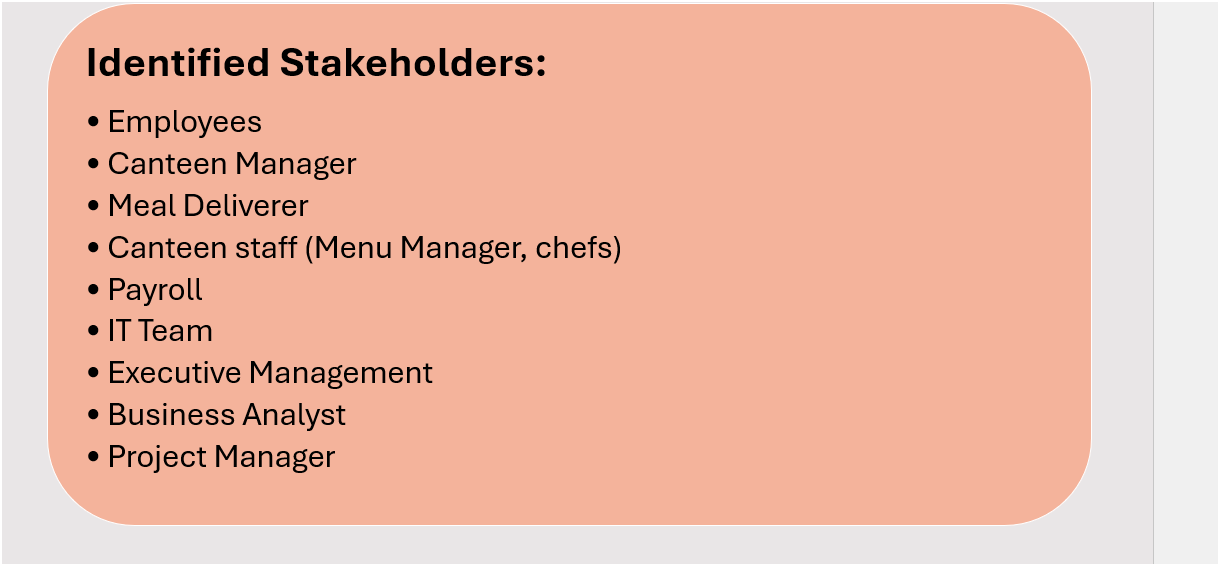 Identified Stakeholders:
• Employees
• Canteen Manager
• Meal Deliverer
• Canteen staff (Menu Manager, chefs)
• Payroll
• IT Team
• Executive Management
• Business Analyst
• Project Manager